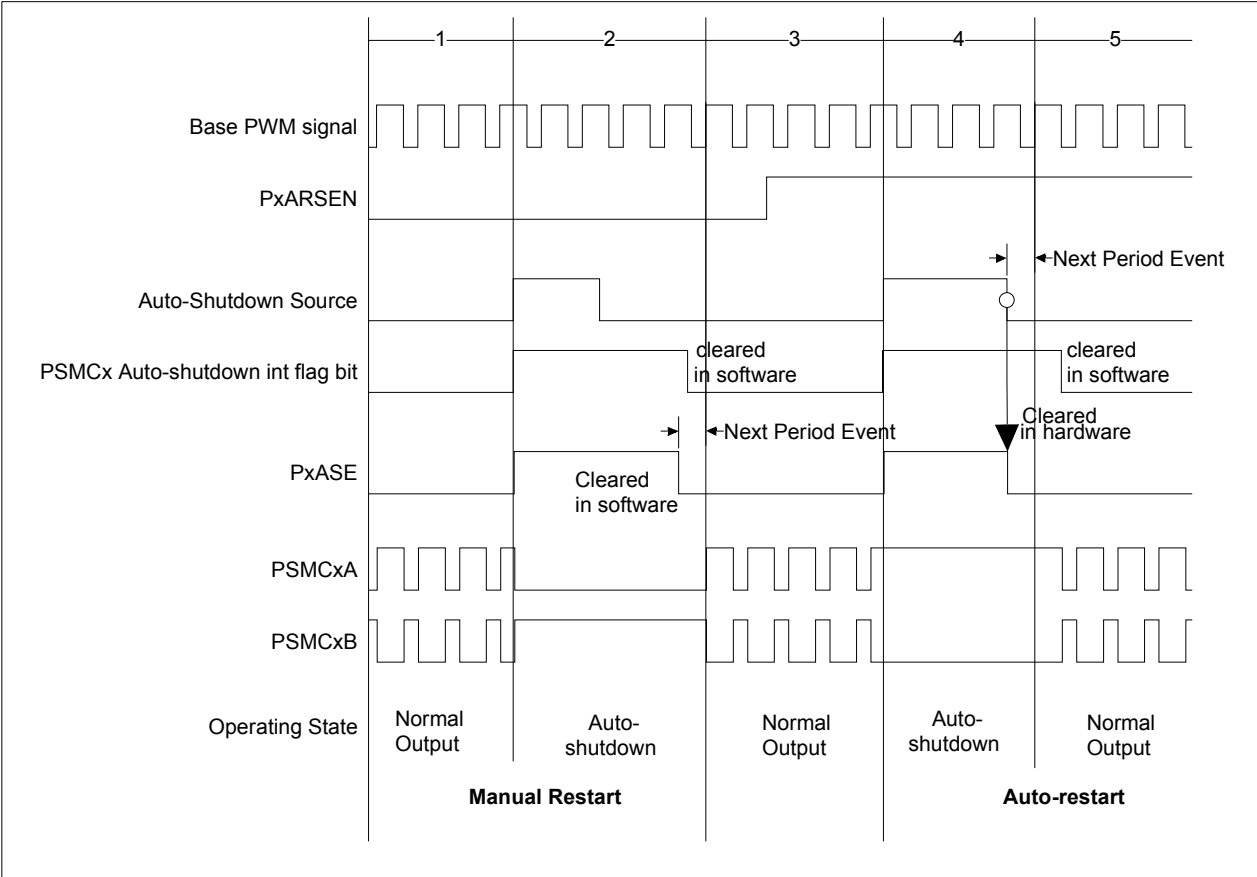 1 2 3 4 5
Base PWM signal
PxARSEN
Next Period Event
Auto-Shutdown Source
PSMCx Auto-shutdown int flag bit
cleared
in software
cleared
in software
Next Period Event
Cleared
in hardware
PxASE
Cleared
in software
PSMCxA
PSMCxB
Operating State
Normal
Output
Auto-
shutdown
Normal
Output
Auto-
shutdown
Normal
Output
Manual Restart
Auto-restart